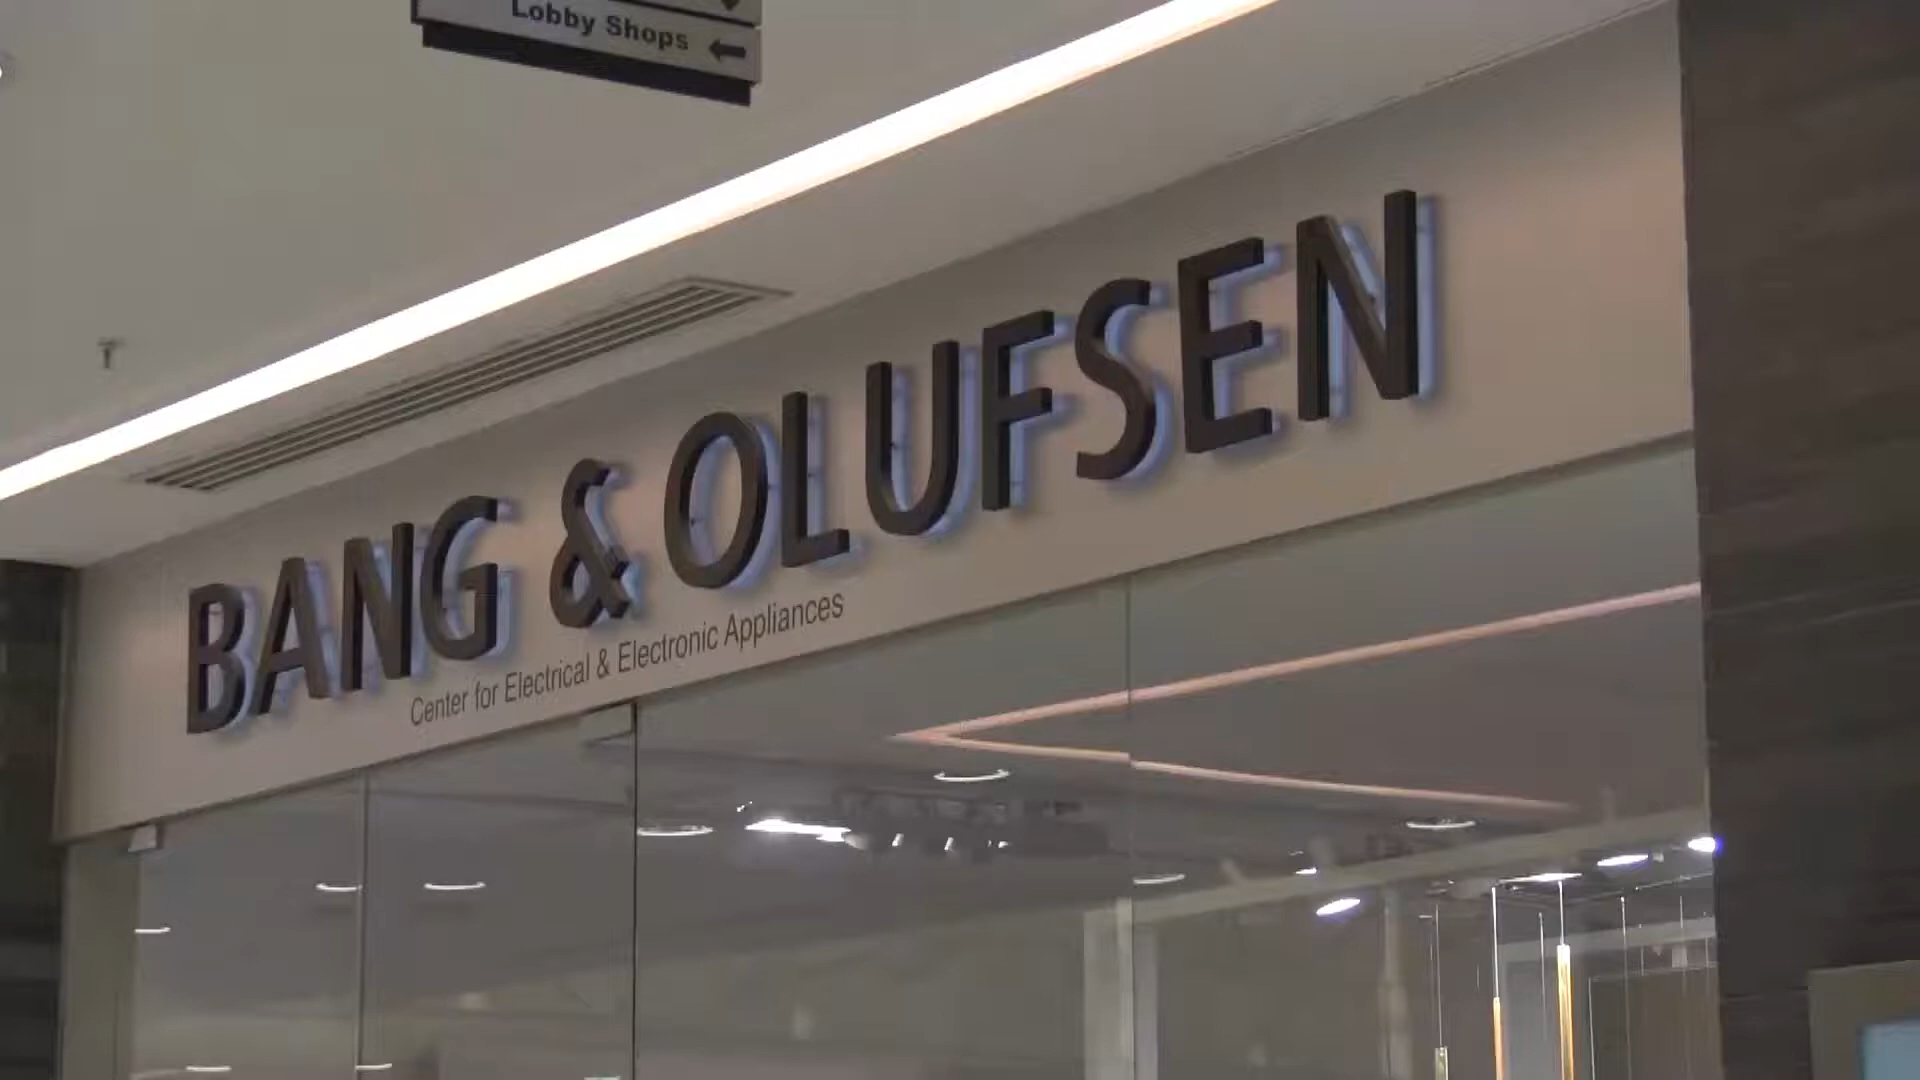 Lobby Shops
BANG & OLUFSEN
Center for Electrical & Electronic Appliances